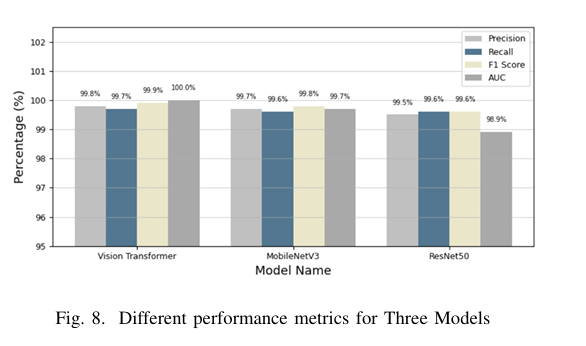 102
101
100
99
98
97
96
95
Percentage (%)
Precision
Recall
F1 Score
AUC
99.8%
99.7%
99.9%
100.0%
99.7%
99.6%
99.8%
99.7%
99.5%
99.6%
99.6%
98.9%
Vision Transformer
MobileNetV3
ResNet50
Model Name
Fig. 8. Different performance metrics for Three Models